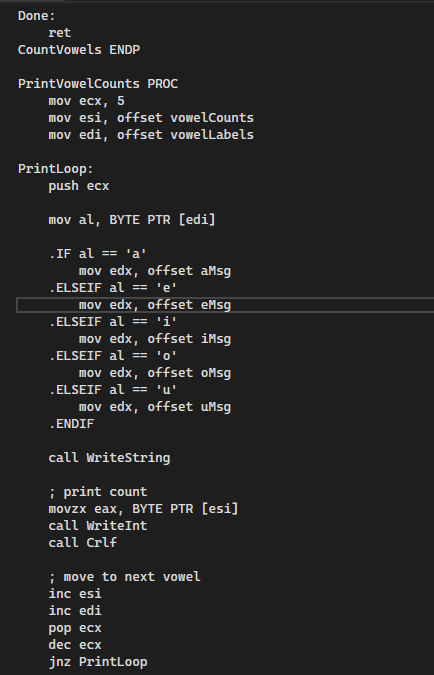 Done:
    ret
CountVowels ENDP

PrintVowelCounts PROC
    mov ecx, 5
    mov esi, offset vowelCounts
    mov edi, offset vowelLabels

PrintLoop:
    push ecx

    mov al, BYTE PTR [edi]

    .IF al == 'a'
        mov edx, offset aMsg
    .ELSEIF al == 'e'
        mov edx, offset eMsg
    .ELSEIF al == 'i'
        mov edx, offset iMsg
    .ELSEIF al == 'o'
        mov edx, offset oMsg
    .ELSEIF al == 'u'
        mov edx, offset uMsg
    .ENDIF

    call WriteString

    ; print count
    movzx eax, BYTE PTR [esi]
    call WriteInt
    call Crlf

    ; move to next vowel
    inc esi
    inc edi
    pop ecx
    dec ecx
    jnz PrintLoop